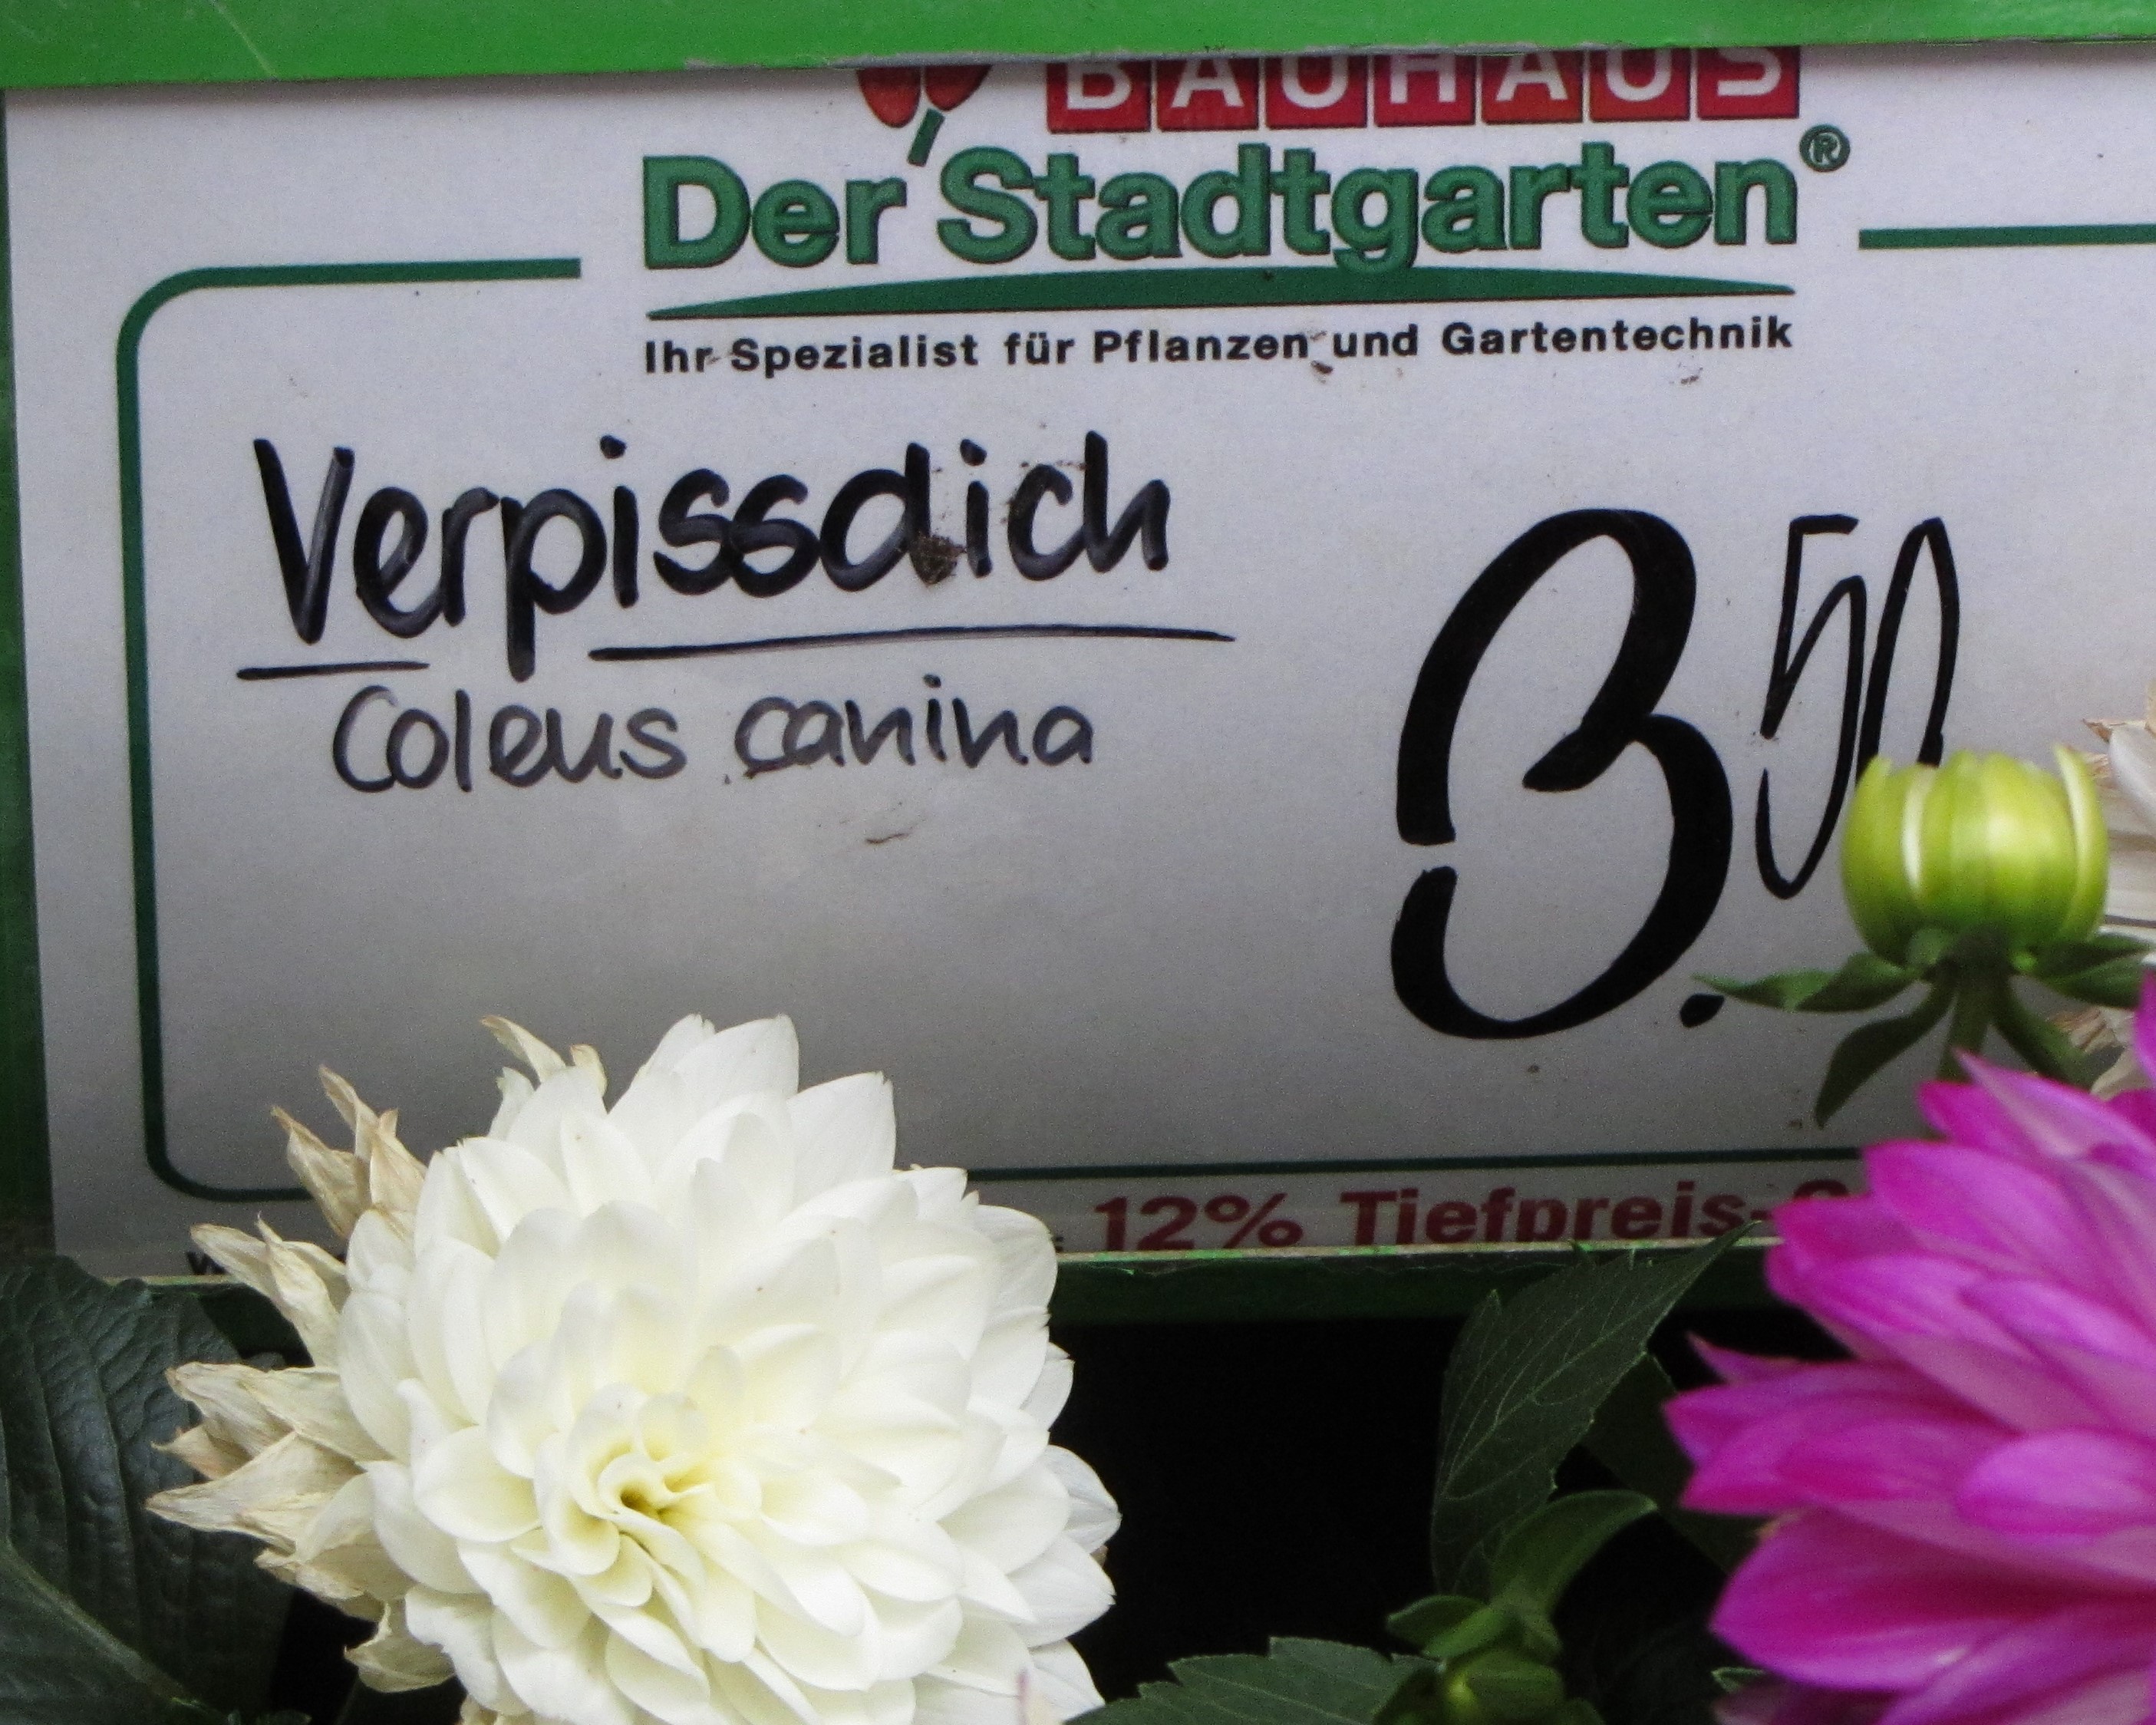 BAUHAUS
Der Stadtgarten®
Ihr Spezialist für Pflanzen und Gartentechnik
Verpissdich
Coleus canina
3.50
12% Tiefpreis-